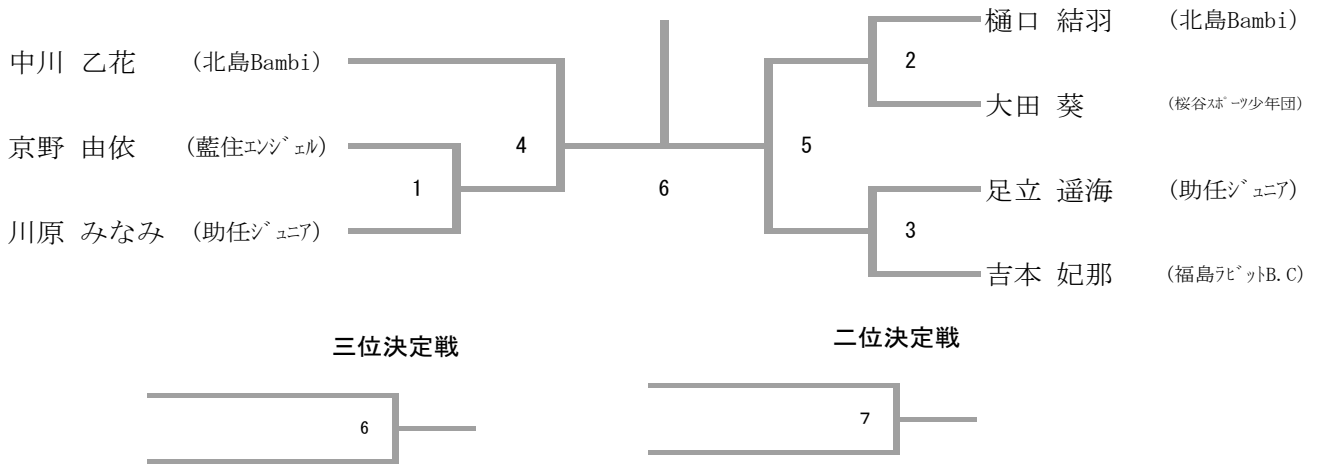 樋口 結羽 (北島Bambi)
中川 乙花 (北島Bambi)
2
大田 葵 (桜谷ｽﾎﾟｰﾂ少年団)
京野 由依 (藍住ｴﾝｼﾞｪﾙ)
4
5
1
6
足立 遥海 (助任ｼﾞｭﾆｱ)
川原 みなみ (助任ｼﾞｭﾆｱ)
3
吉本 妃那 (福島ﾗﾋﾞｯﾄB.C)
三位決定戦
二位決定戦
6
7